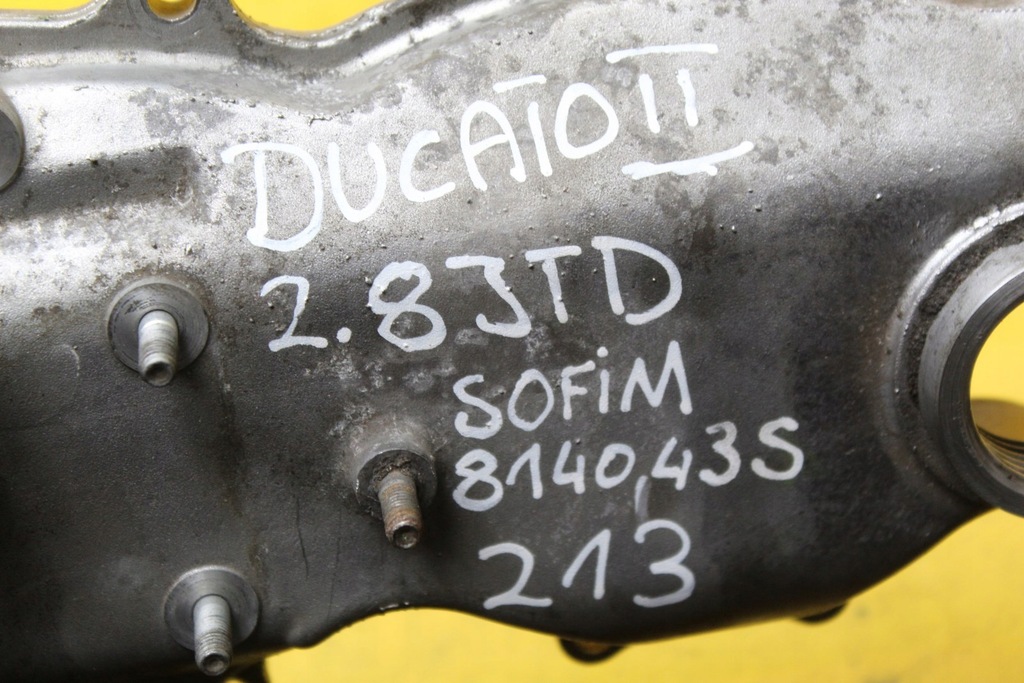 DUCATO II
2.8 JTD
SOFiM
8140,43S
213